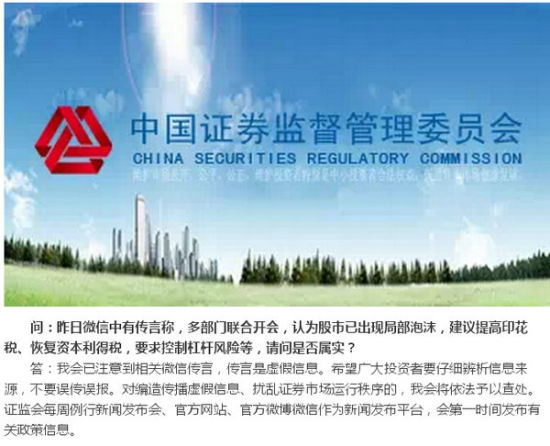 中国证券监督管理委员会
CHINA SECURITIES REGULATORY COMMISSION
问：昨日微信中有传言称，多部门联合开会，认为股市已出现局部泡沫，建议提高印花
税、恢复资本利得税，要求控制杠杆风险等，请问是否属实？
答：我会已注意到相关微信传言，传言是虚假信息。希望广大投资者要仔细辨析信息来
源，不要误传误报。对编造传播虚假信息、扰乱证券市场运行秩序的，我会将依法予以查处。
证监会每周例行新闻发布会、官方网站、官方微博微信作为新闻发布平台，会第一时间发布有
关政策信息。